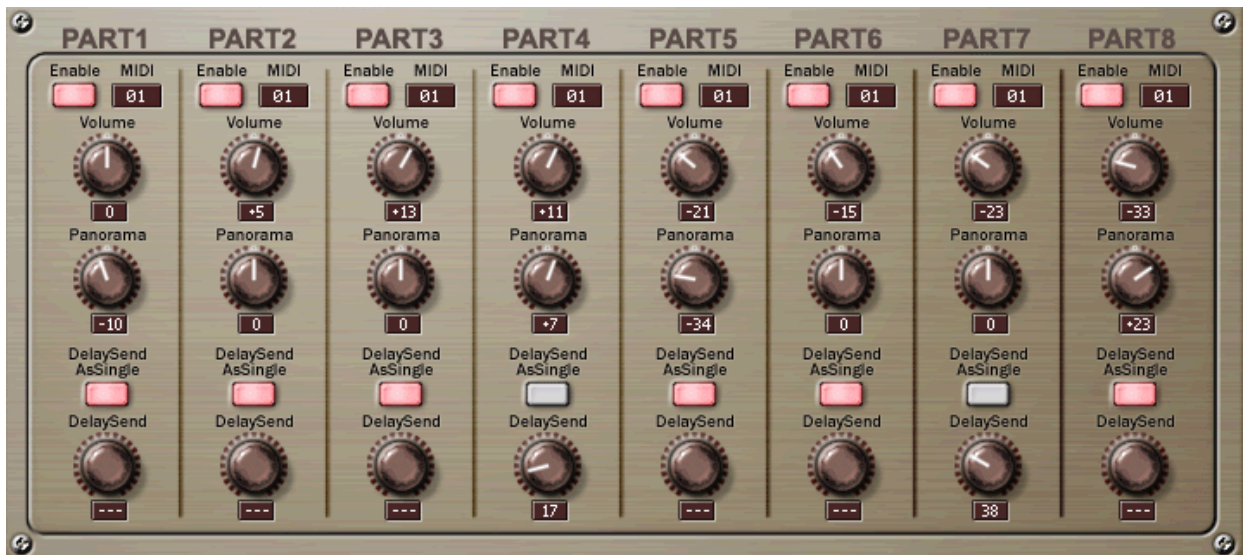 PART1 PART2 PART3 PART4 PART5 PART6 PART7 PART8
Enable MIDI Enable MIDI Enable MIDI Enable MIDI Enable MIDI Enable MIDI Enable MIDI Enable MIDI
01 01 01 01 01 01 01 01
Volume Volume Volume Volume Volume Volume Volume Volume
0 +5 +13 +11 -21 -15 -23 -33
Panorama Panorama Panorama Panorama Panorama Panorama Panorama Panorama
-10 0 0 +7 -34 0 0 +23
DelaySend DelaySend DelaySend DelaySend DelaySend DelaySend DelaySend DelaySend
AsSingle AsSingle AsSingle AsSingle AsSingle AsSingle AsSingle AsSingle
DelaySend DelaySend DelaySend DelaySend DelaySend DelaySend DelaySend DelaySend
--- --- --- 17 --- --- 38 ---